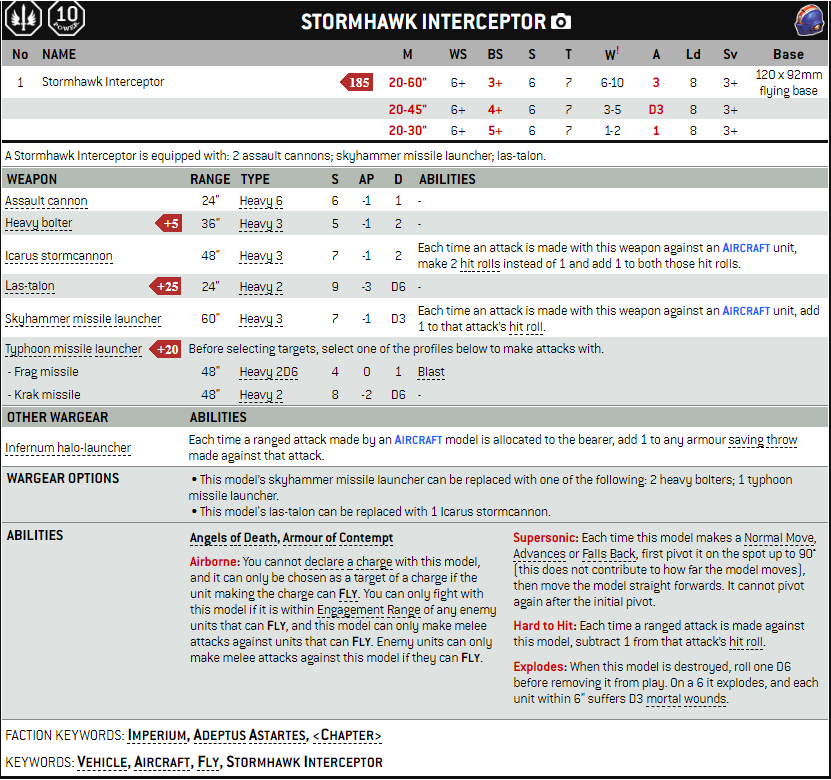 10
POWER
STORMHAWK INTERCEPTOR
No NAME M WS BS S T W! A Ld Sv Base
1 Stormhawk Interceptor 185 20-60" 6+ 3+ 6 7 6-10 3 8 3+ 120 x 92mm
flying base
20-45" 6+ 4+ 6 7 3-5 D3 8 3+
20-30" 6+ 5+ 6 7 1-2 1 8 3+
A Stormhawk Interceptor is equipped with: 2 assault cannons; skyhammer missile launcher; las-talon.
WEAPON RANGE TYPE S AP D ABILITIES
Assault cannon 24" Heavy 6 6 -1 1 -
Heavy bolter +5 36" Heavy 3 5 -1 2 -
Icarus stormcannon 48" Heavy 3 7 -1 2 Each time an attack is made with this weapon against an AIRCRAFT unit,
make 2 hit rolls instead of 1 and add 1 to both those hit rolls.
Las-talon +25 24" Heavy 2 9 -3 D6 -
Skyhammer missile launcher 60" Heavy 3 7 -1 D3 Each time an attack is made with this weapon against an AIRCRAFT unit, add
1 to that attack's hit roll.
Typhoon missile launcher +20 Before selecting targets, select one of the profiles below to make attacks with.
- Frag missile 48" Heavy 2D6 4 0 1 Blast
- Krak missile 48" Heavy 2 8 -2 D6 -
OTHER WARGEAR ABILITIES
Infernum halo-launcher Each time a ranged attack made by an AIRCRAFT model is allocated to the bearer, add 1 to any armour saving throw
made against that attack.
WARGEAR OPTIONS
• This model's skyhammer missile launcher can be replaced with one of the following: 2 heavy bolters; 1 typhoon
missile launcher.
• This model's las-talon can be replaced with 1 Icarus stormcannon.
ABILITIES
Angels of Death, Armour of Contempt
Airborne: You cannot declare a charge with this model,
and it can only be chosen as a target of a charge if the
unit making the charge can FLY. You can only fight with
this model if it is within Engagement Range of any enemy
units that can FLY, and this model can only make melee
attacks against units that can FLY. Enemy units can only
make melee attacks against this model if they can FLY.
Supersonic: Each time this model makes a Normal Move,
Advances or Falls Back, first pivot it on the spot up to 90°
(this does not contribute to how far the model moves),
then move the model straight forwards. It cannot pivot
again after the initial pivot.
Hard to Hit: Each time a ranged attack is made against
this model, subtract 1 from that attack's hit roll.
Explodes: When this model is destroyed, roll one D6
before removing it from play. On a 6 it explodes, and each
unit within 6" suffers D3 mortal wounds.
FACTION KEYWORDS: IMPERIUM, ADEPTUS ASTARTES, <CHAPTER>
KEYWORDS: VEHICLE, AIRCRAFT, FLY, STORMHAWK INTERCEPTOR